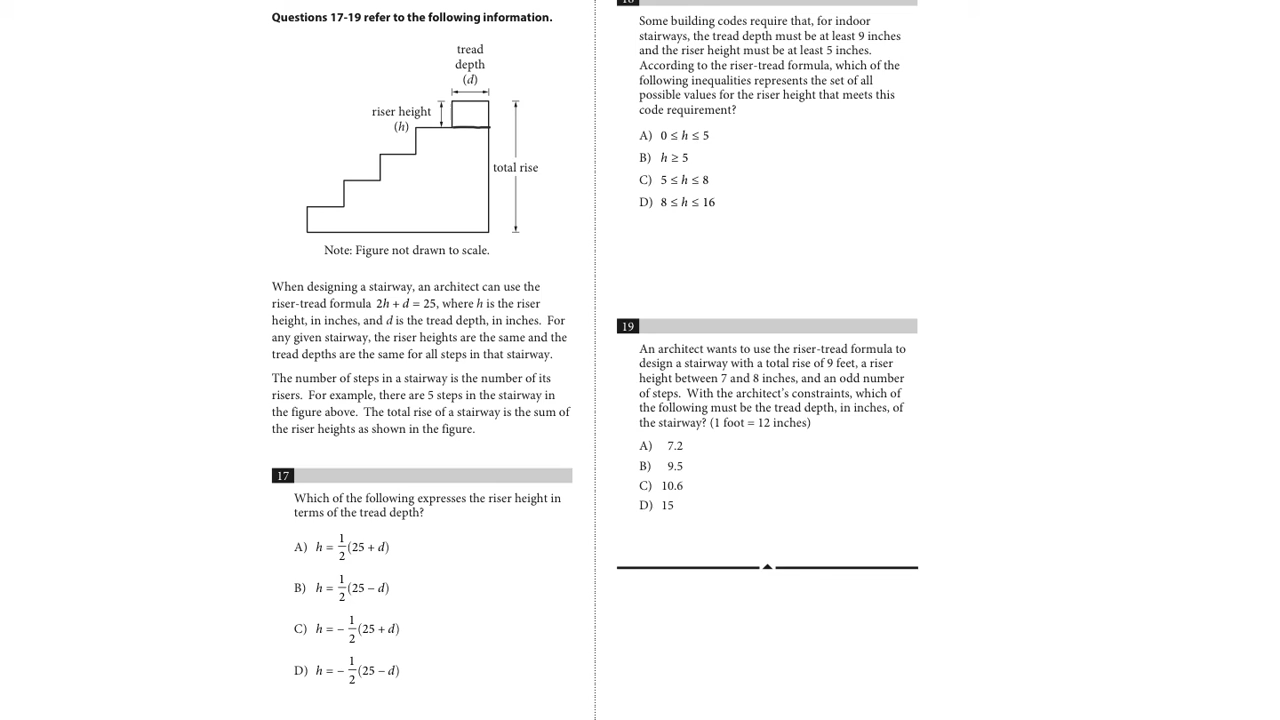 Questions 17-19 refer to the following information.
tread
depth
(d)
riser height
(h)
total rise
Note: Figure not drawn to scale.
When designing a stairway, an architect can use the
riser-tread formula 2h + d = 25, where h is the riser
height, in inches, and d is the tread depth, in inches. For
any given stairway, the riser heights are the same and the
tread depths are the same for all steps in that stairway.
The number of steps in a stairway is the number of its
risers. For example, there are 5 steps in the stairway in
the figure above. The total rise of a stairway is the sum of
the riser heights as shown in the figure.
17
Which of the following expresses the riser height in
terms of the tread depth?
A) h = 1/2(25 + d)
B) h = 1/2(25 − d)
C) h = − 1/2(25 + d)
D) h = − 1/2(25 − d)
Some building codes require that, for indoor
stairways, the tread depth must be at least 9 inches
and the riser height must be at least 5 inches.
According to the riser-tread formula, which of the
following inequalities represents the set of all
possible values for the riser height that meets this
code requirement?
A) 0 ≤ h ≤ 5
B) h ≥ 5
C) 5 ≤ h ≤ 8
D) 8 ≤ h ≤ 16
19
An architect wants to use the riser-tread formula to
design a stairway with a total rise of 9 feet, a riser
height between 7 and 8 inches, and an odd number
of steps. With the architect's constraints, which of
the following must be the tread depth, in inches, of
the stairway? (1 foot = 12 inches)
A) 7.2
B) 9.5
C) 10.6
D) 15